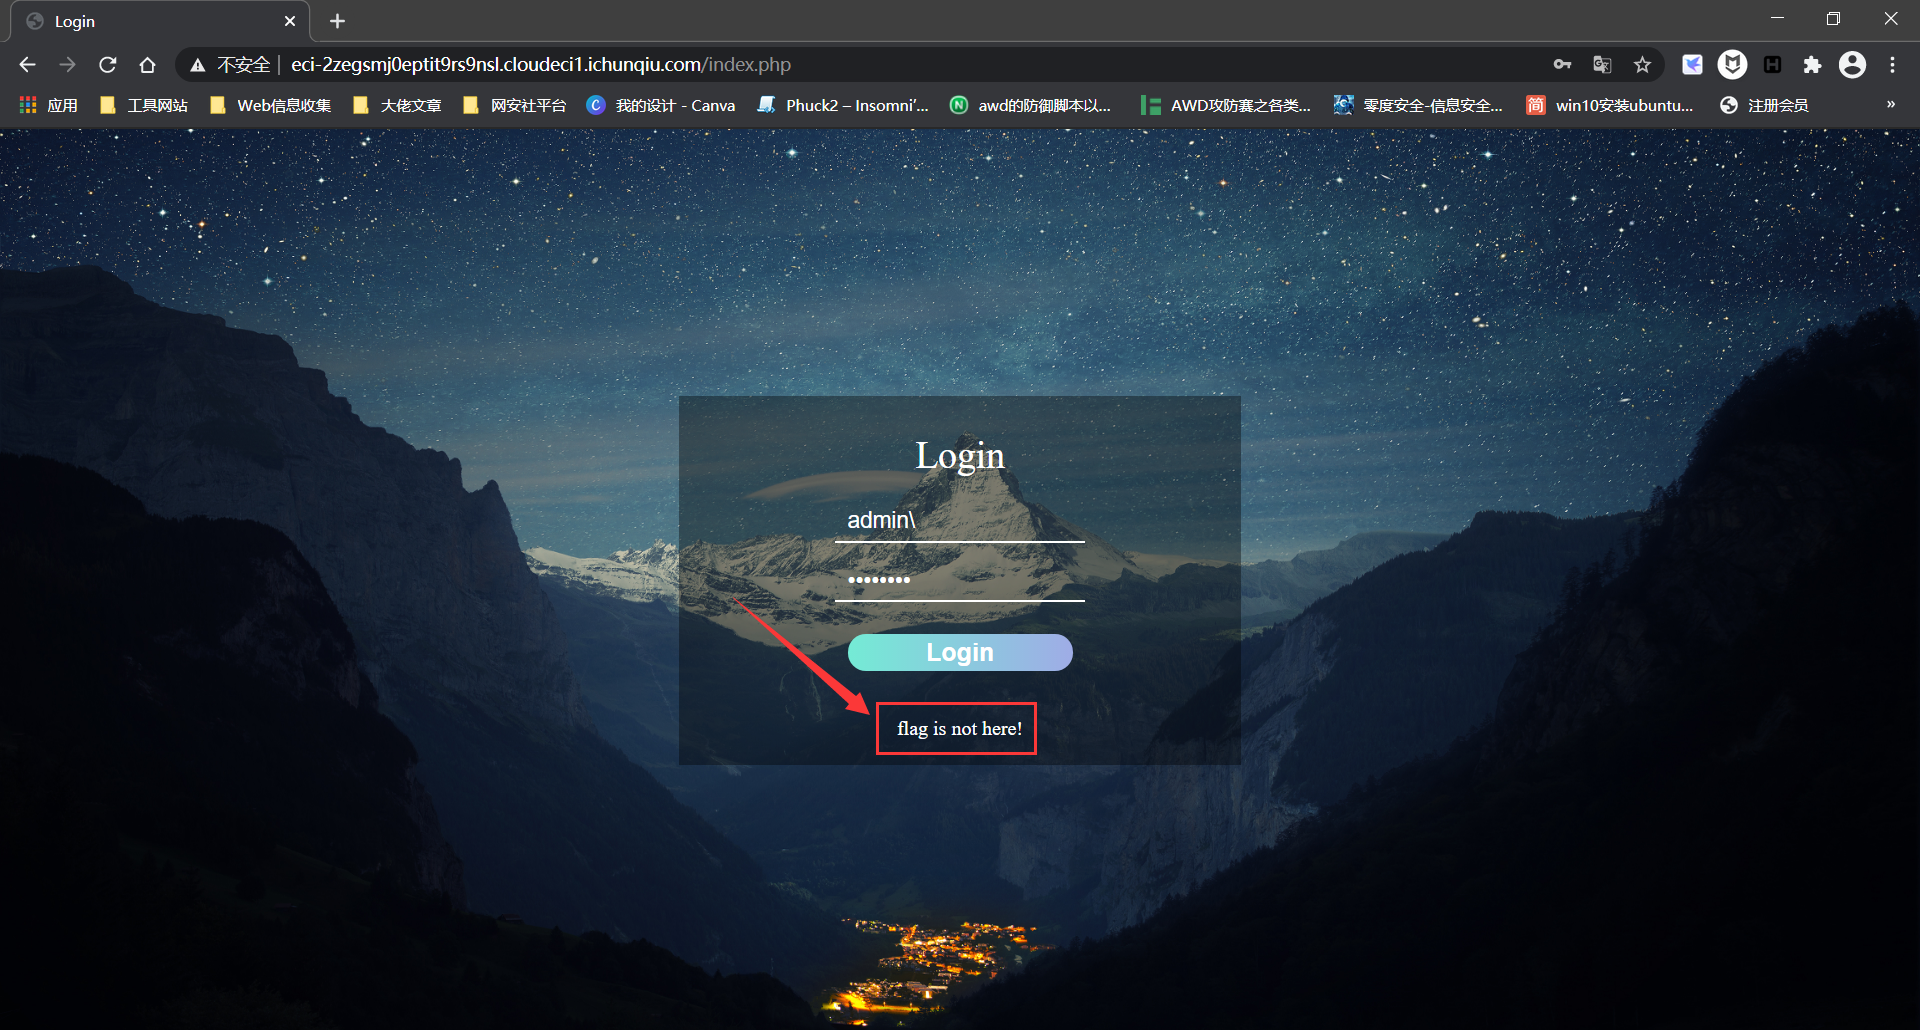 Login
不安全
eci-2zegsmj0eptit9rs9nsl.cloudeci1.ichunqiu.com/index.php
应用 工具网站 Web信息收集 大佬文章 网安社平台 我的设计 - Canva Phuck2 – Insomni'... awd的防御脚本以... AWD攻防赛之各类... 零度安全-信息安全... win10安装ubuntu... 注册会员 »
Login
admin\
••••••••
Login
flag is not here!